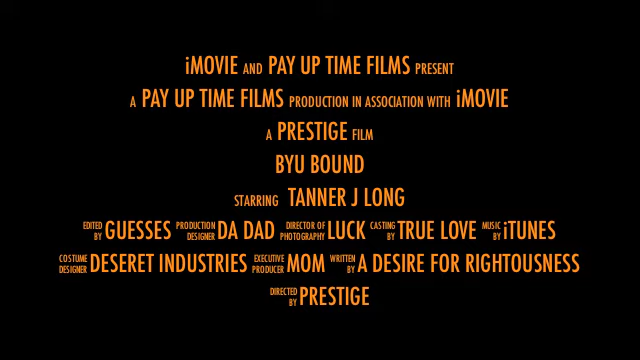 iMOVIE AND PAY UP TIME FILMS PRESENT
A PAY UP TIME FILMS PRODUCTION IN ASSOCIATION WITH iMOVIE
A PRESTIGE FILM
BYU BOUND
STARRING TANNER J LONG
EDITED BY GUESSES PRODUCTION DESIGNER DA DAD DIRECTOR OF PHOTOGRAPHY LUCK CASTING BY TRUE LOVE MUSIC BY iTUNES
COSTUME DESIGNER DESERET INDUSTRIES EXECUTIVE PRODUCER MOM WRITTEN BY A DESIRE FOR RIGHTOUSNESS
DIRECTED BY PRESTIGE